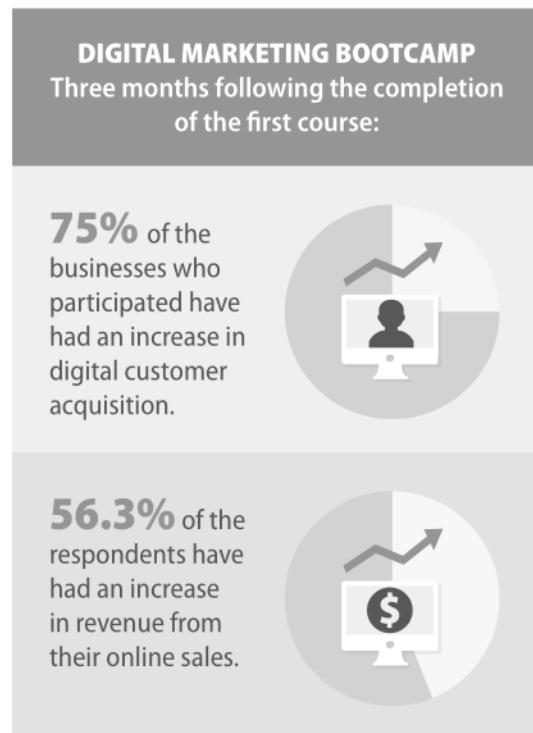 DIGITAL MARKETING BOOTCAMP
Three months following the completion
of the first course:
75% of the
businesses who
participated have
had an increase in
digital customer
acquisition.
56.3% of the
respondents have
had an increase
in revenue from
their online sales.
$